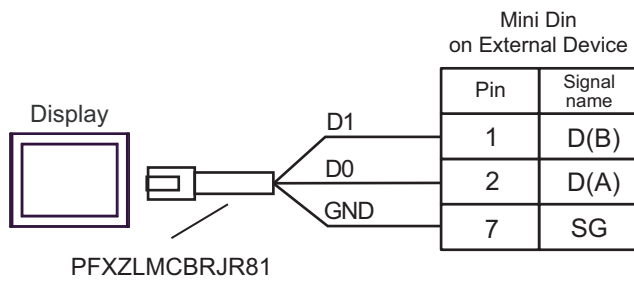 Mini Din
on External Device
Pin Signal name
Display
D1 1 D(B)
D0 2 D(A)
GND 7 SG
PFXZLMCBRJR81